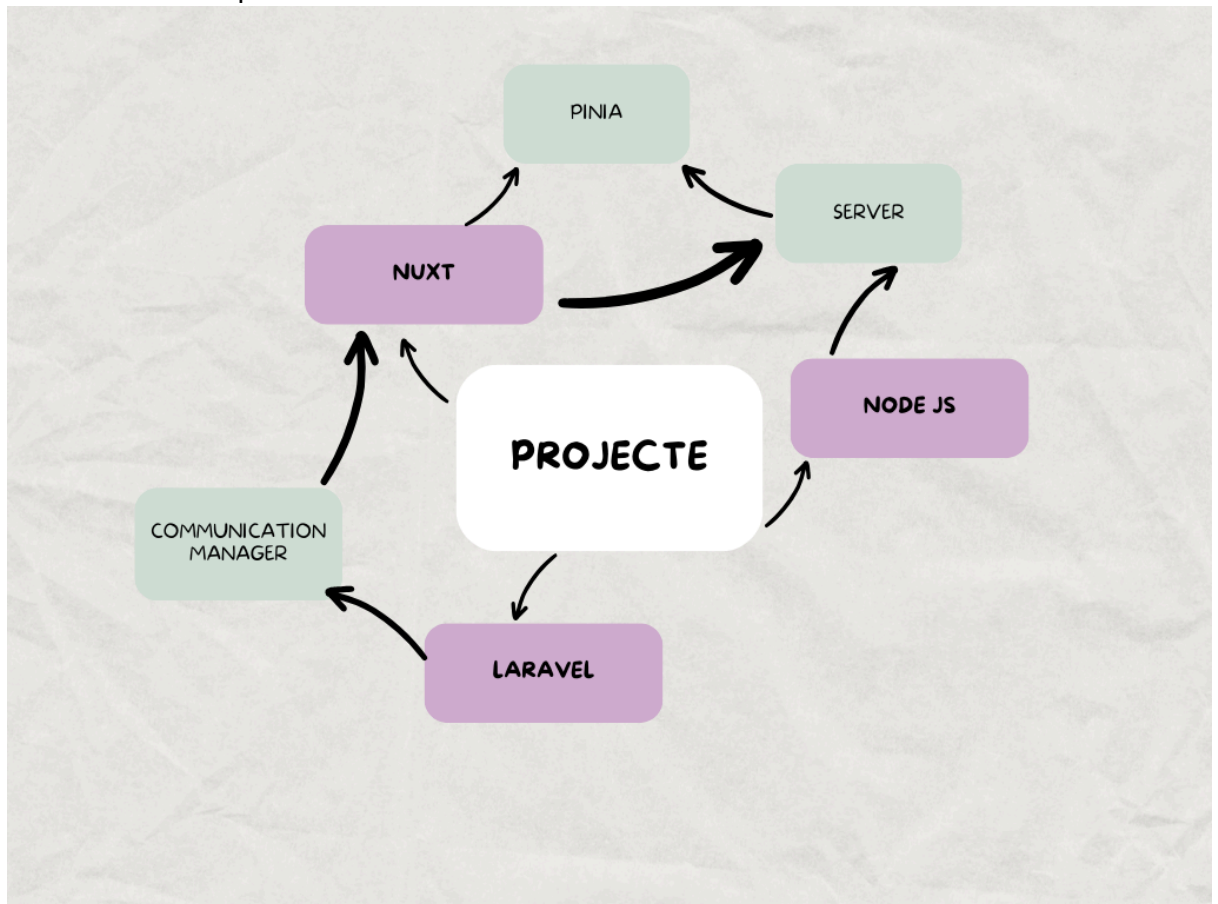 PINIA
SERVER
NUXT
NODE JS
PROJECTE
COMMUNICATION
MANAGER
LARAVEL